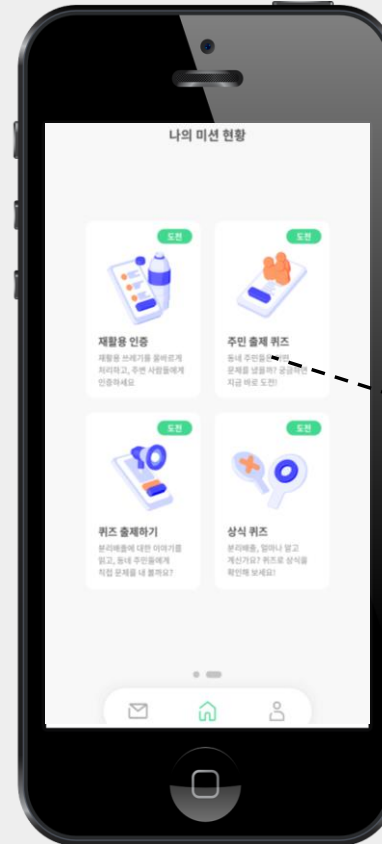 나의 미션 현황
도전
도전
재활용 인증
재활용 쓰레기를 올바르게
처리하고, 주변 사람들에게
인증하세요
주민 출제 퀴즈
동네 주민들은
문제를 냈을까? 궁금하면
지금 바로 도전!
도전
도전
퀴즈 출제하기
분리배출에 대한 이야기를
읽고, 동네 주민들에게
직접 문제를 내 볼까요?
상식 퀴즈
분리배출, 얼마나 알고
계신가요? 퀴즈로 상식을
확인해 보세요!